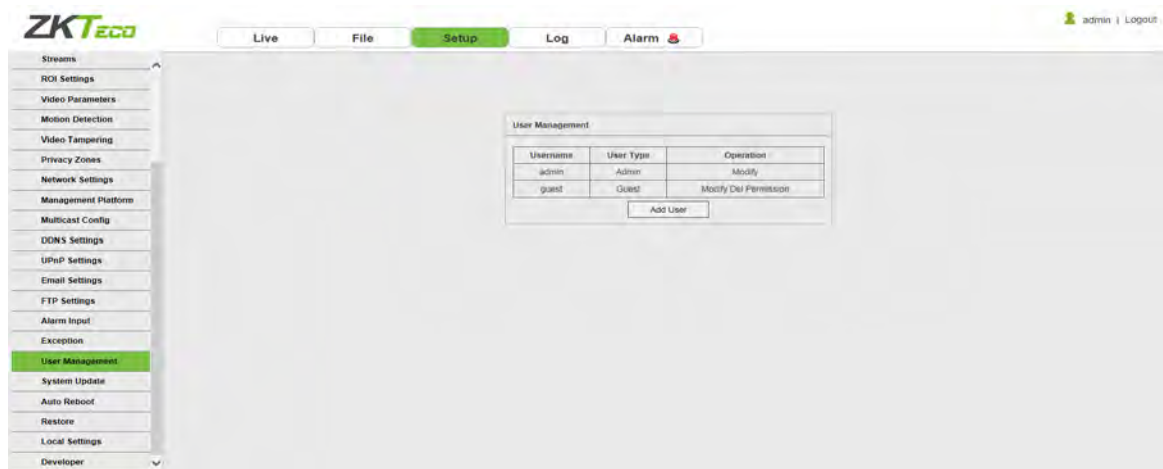 ZKTeco
admin | Logout
Live File Setup Log Alarm
Streams
ROI Settings
Video Parameters
Motion Detection
Video Tampering
Privacy Zones
Network Settings
Management Platform
Multicast Config
DDNS Settings
UPnP Settings
Email Settings
FTP Settings
Alarm Input
Exception
User Management
System Update
Auto Reboot
Restore
Local Settings
Developer
User Management
Username User Type Operation
admin Admin Modify
guest Guest Modify Del Permission
Add User